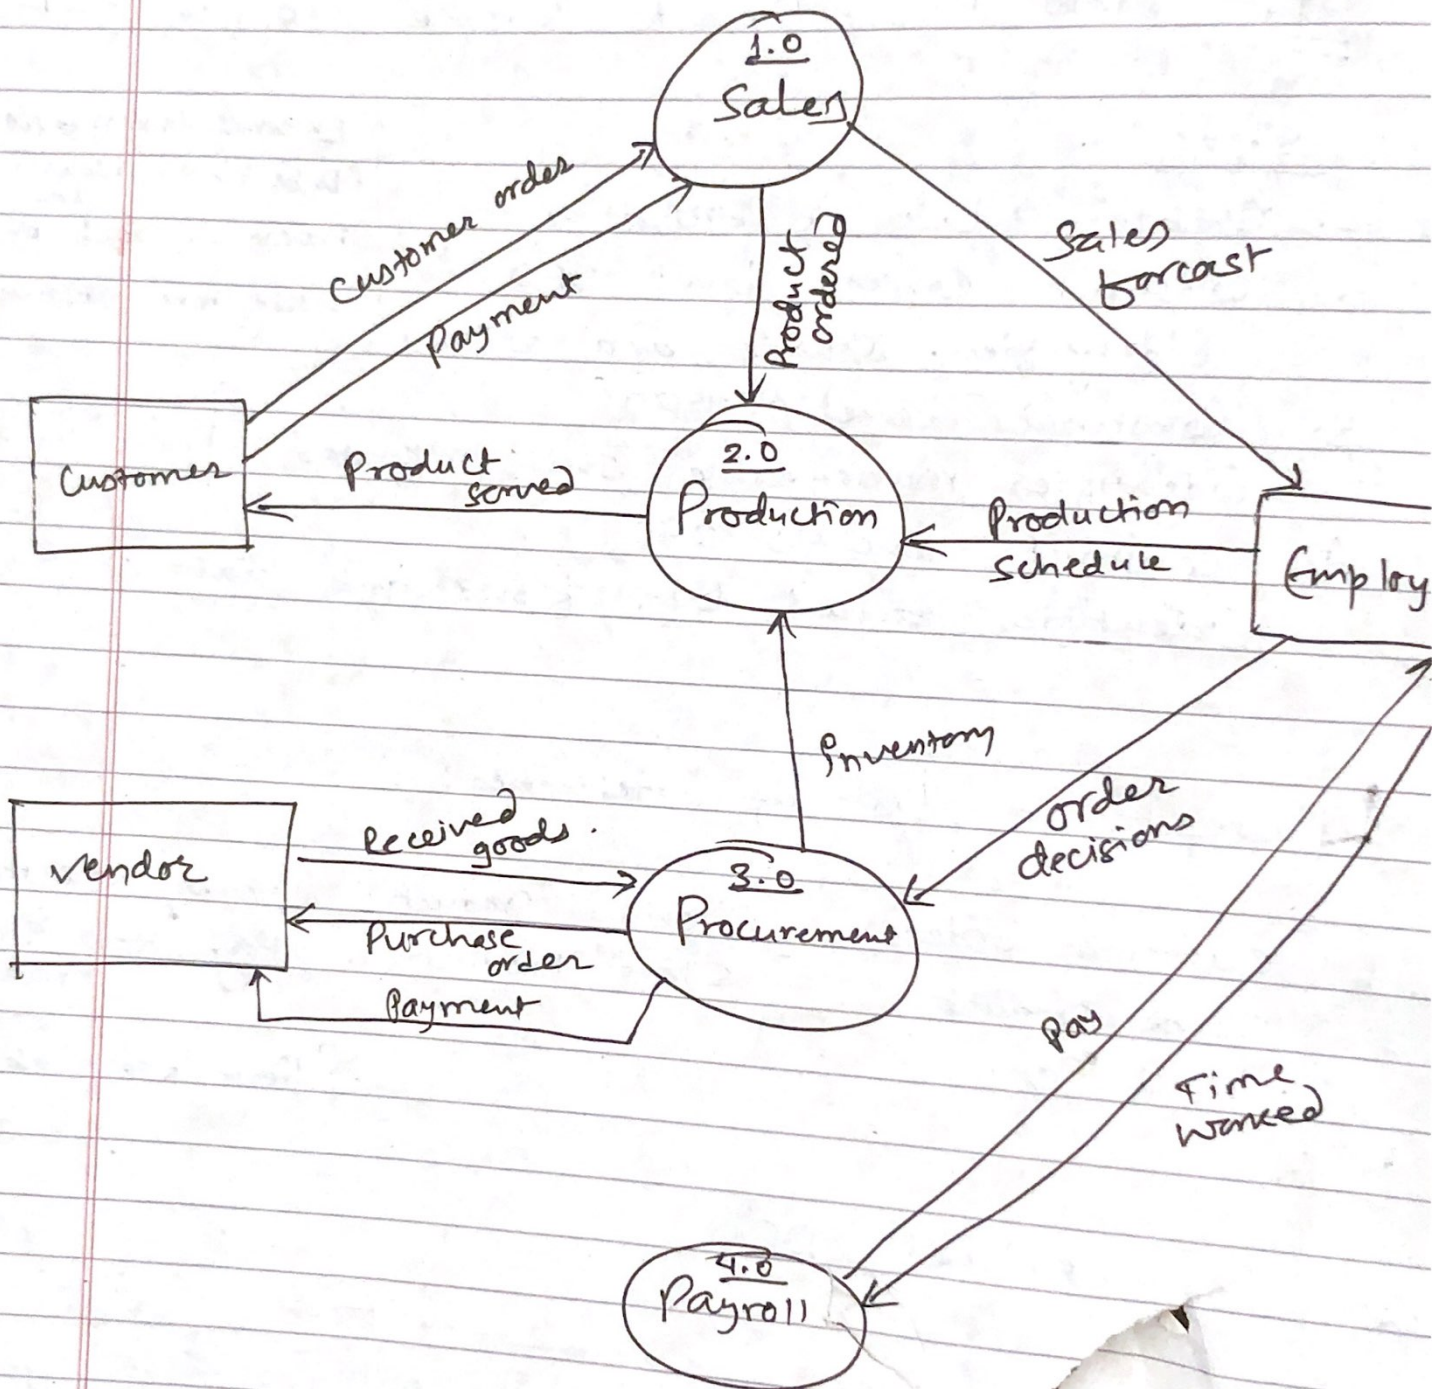 1.0
Sales
Customer order
Payment
Product
ordered
Sales
forcast
Customer
Product
served
2.0
Production
Production
schedule
Employ
Inventory
order
decisions
Vendor
Received
goods.
3.0
Procurement
Purchase
order
Payment
Pay
Time
worked
4.0
Payroll